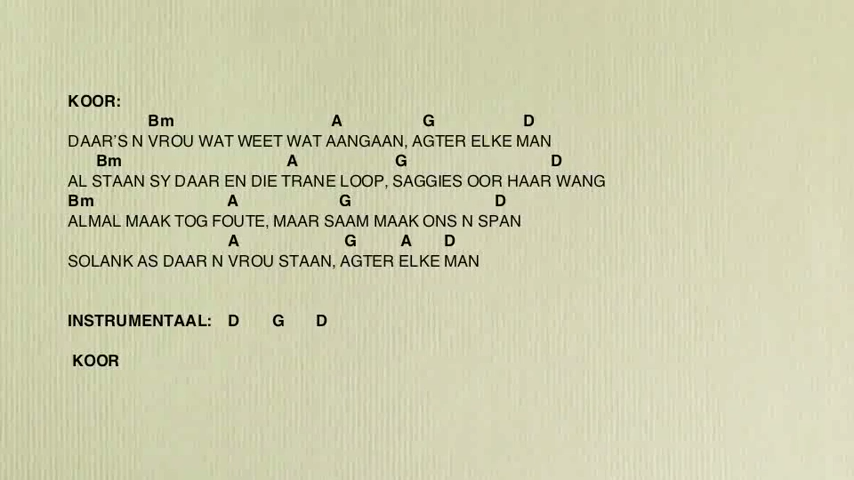 KOOR:
Bm A G D
DAAR'S N VROU WAT WEET WAT AANGAAN, AGTER ELKE MAN
Bm A G D
AL STAAN SY DAAR EN DIE TRANE LOOP, SAGGIES OOR HAAR WANG
Bm A G D
ALMAL MAAK TOG FOUTE, MAAR SAAM MAAK ONS N SPAN
A G A D
SOLANK AS DAAR N VROU STAAN, AGTER ELKE MAN
INSTRUMENTAAL: D G D
KOOR